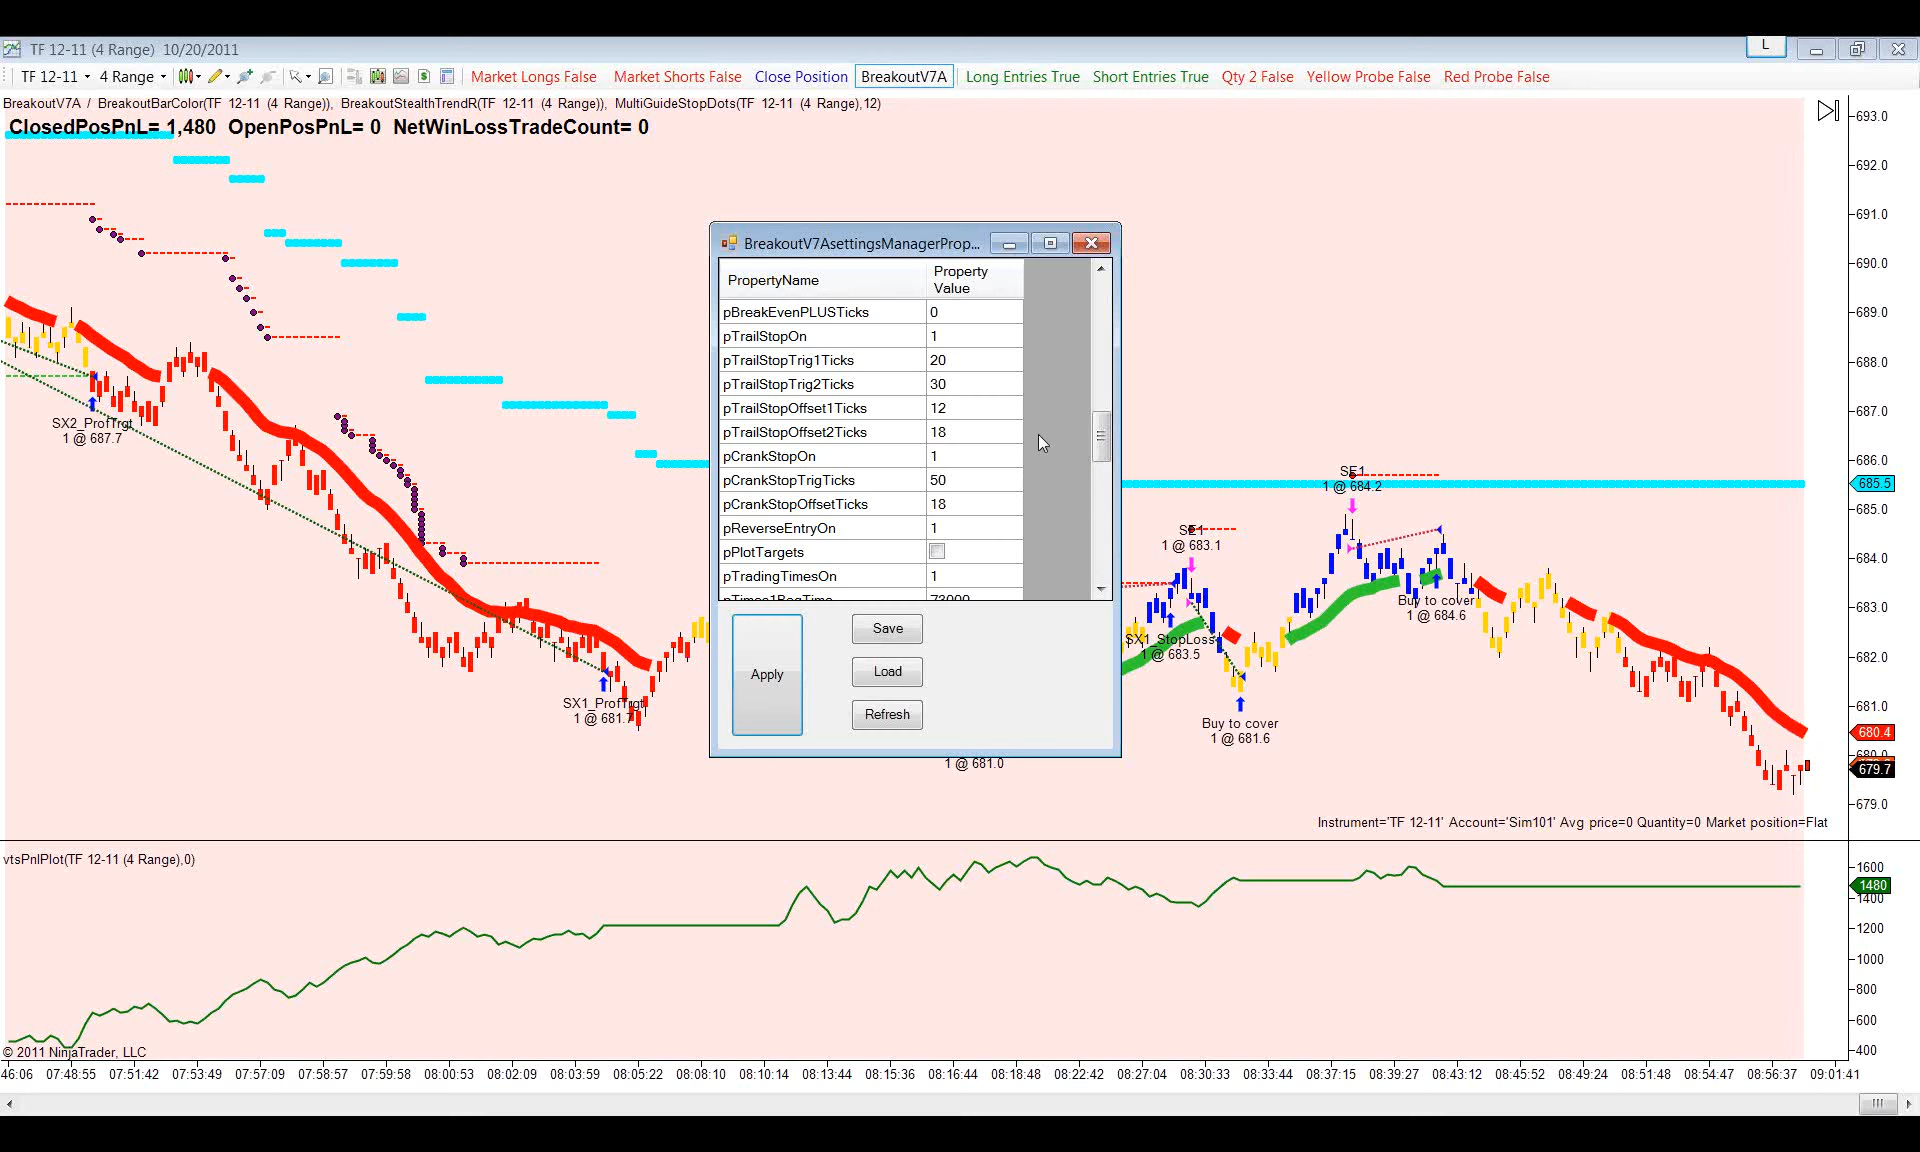 TF 12-11 (4 Range)  10/20/2011
L
TF 12-11  4 Range  Market Longs False  Market Shorts False  Close Position  BreakoutV7A  Long Entries True  Short Entries True  Qty 2 False  Yellow Probe False  Red Probe False
BreakoutV7A / BreakoutBarColor(TF 12-11 (4 Range)), BreakoutStealthTrendR(TF 12-11 (4 Range)), MultiGuideStopDots(TF 12-11 (4 Range),12)
ClosedPosPnL= 1,480  OpenPosPnL= 0  NetWinLossTradeCount= 0
693.0
692.0
691.0
690.0
689.0
688.0
687.0
686.0
685.5
685.0
684.0
683.0
682.0
681.0
680.4
680.0
679.7
679.0
SX2_ProfTrgt
1 @ 687.7
SX1_ProfTrgt
1 @ 681.7
BreakoutV7AsettingsManagerProp...
PropertyName  Property Value
pBreakEvenPLUSTicks  0
pTrailStopOn  1
pTrailStopTrig1Ticks  20
pTrailStopTrig2Ticks  30
pTrailStopOffset1Ticks  12
pTrailStopOffset2Ticks  18
pCrankStopOn  1
pCrankStopTrigTicks  50
pCrankStopOffsetTicks  18
pReverseEntryOn  1
pPlotTargets
pTradingTimesOn  1
pTimes1BegTime  73000
Apply
Save
Load
Refresh
1 @ 681.0
SX1_StopLoss
1 @ 683.5
SE1
1 @ 683.1
Buy to cover
1 @ 681.6
SE1
1 @ 684.2
Buy to cover
1 @ 684.6
Instrument='TF 12-11' Account='Sim101' Avg price=0 Quantity=0 Market position=Flat
vtsPnlPlot(TF 12-11 (4 Range),0)
1600
1480
1400
1200
1000
800
600
400
© 2011 NinjaTrader, LLC
46:06  07:48:55  07:51:42  07:53:49  07:57:09  07:58:57  07:59:58  08:00:53  08:02:09  08:03:59  08:05:22  08:08:10  08:10:14  08:13:44  08:15:36  08:16:44  08:18:48  08:22:42  08:27:04  08:30:33  08:33:44  08:37:15  08:39:27  08:43:12  08:45:52  08:49:24  08:51:48  08:54:47  08:56:37  09:01:41